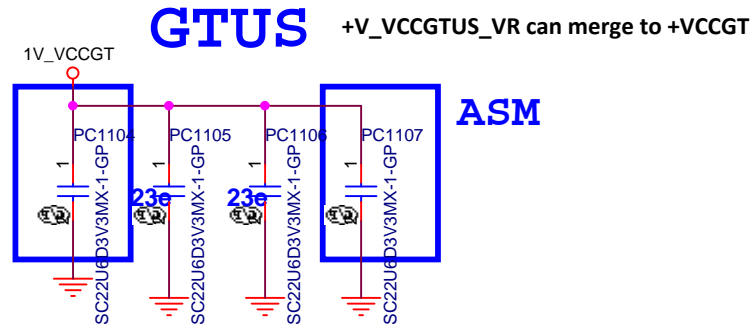 GTUS
+V_VCCGTUS_VR can merge to +VCCGT
1V_VCCGT
ASM
PC1104
PC1105
PC1106
PC1107
1
1
1
1
23e
23e
SC22U6D3V3MX-1-GP
SC22U6D3V3MX-1-GP
SC22U6D3V3MX-1-GP
SC22U6D3V3MX-1-GP